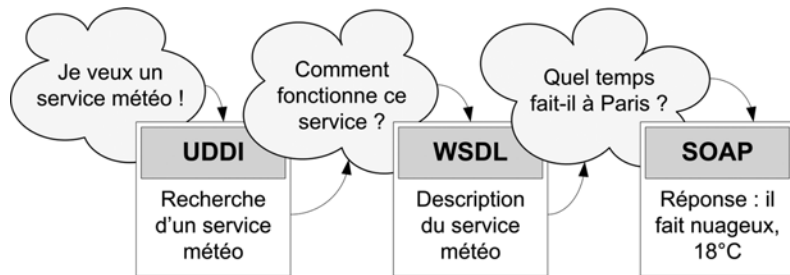 Je veux un
service météo !
UDDI
Recherche
d'un service
météo
Comment
fonctionne ce
service ?
WSDL
Description
du service
météo
Quel temps
fait-il à Paris ?
SOAP
Réponse : il
fait nuageux,
18°C